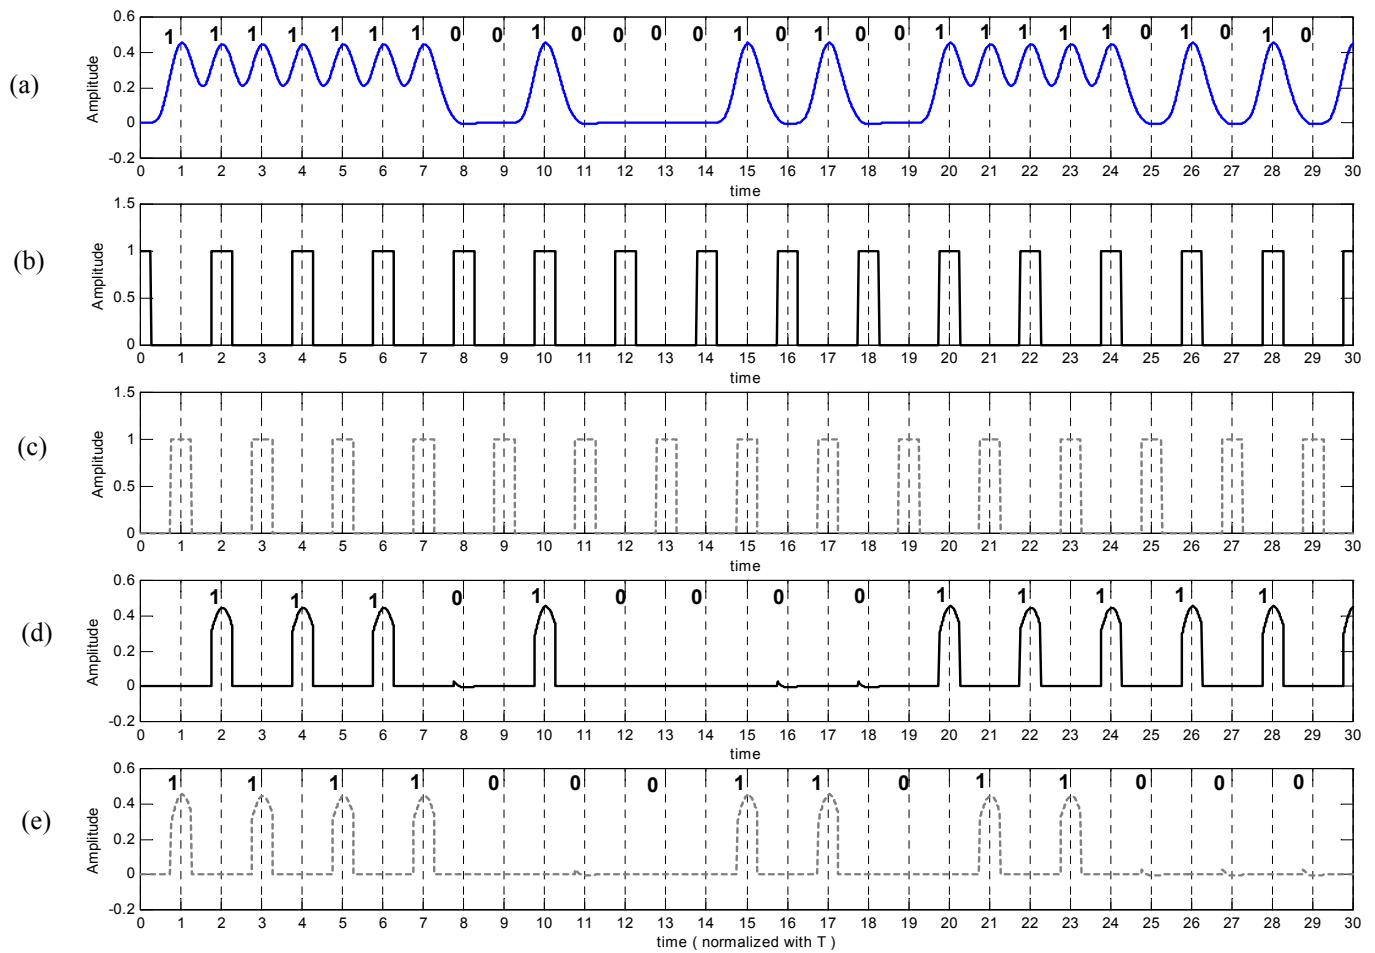 0.6
1 1 1 1 1 1 1 0 0 1 0 0 0 0 1 0 1 0 0 1 1 1 1 1 0 1 0 1 0
0.4
(a)
Amplitude
0.2
0
-0.2
0 1 2 3 4 5 6 7 8 9 10 11 12 13 14 15 16 17 18 19 20 21 22 23 24 25 26 27 28 29 30
time
1.5
(b)
Amplitude
1
0.5
0
0 1 2 3 4 5 6 7 8 9 10 11 12 13 14 15 16 17 18 19 20 21 22 23 24 25 26 27 28 29 30
time
1.5
(c)
Amplitude
1
0.5
0
0 1 2 3 4 5 6 7 8 9 10 11 12 13 14 15 16 17 18 19 20 21 22 23 24 25 26 27 28 29 30
time
0.6
1 1 1 0 1 0 0 0 0 1 1 1 1 1
0.4
(d)
Amplitude
0.2
0
-0.2
0 1 2 3 4 5 6 7 8 9 10 11 12 13 14 15 16 17 18 19 20 21 22 23 24 25 26 27 28 29 30
time
0.6
1 1 1 1 0 0 0 1 1 0 1 1 0 0 0
0.4
(e)
Amplitude
0.2
0
-0.2
0 1 2 3 4 5 6 7 8 9 10 11 12 13 14 15 16 17 18 19 20 21 22 23 24 25 26 27 28 29 30
time ( normalized with T )